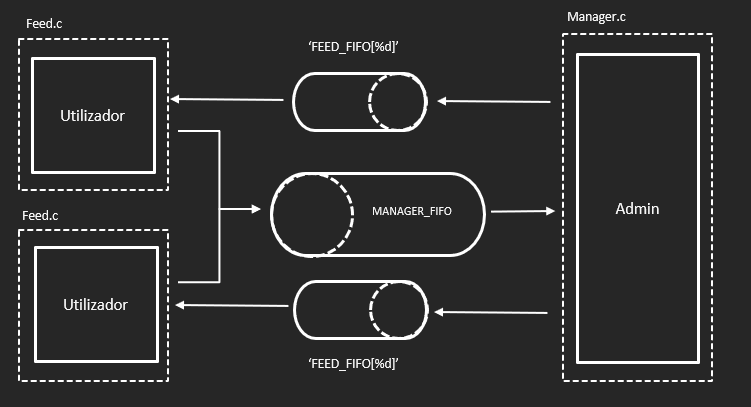 Feed.c
Manager.c
‘FEED_FIFO[%d]’
Utilizador
MANAGER_FIFO
Admin
Feed.c
Utilizador
‘FEED_FIFO[%d]’